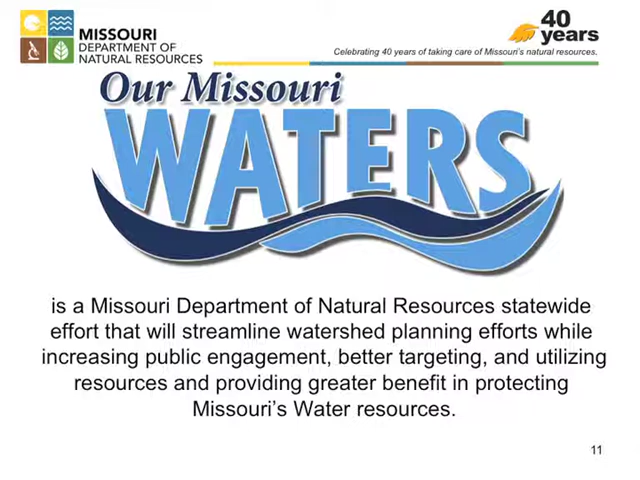 MISSOURI
DEPARTMENT OF
NATURAL RESOURCES
40
years
Celebrating 40 years of taking care of Missouri's natural resources.
Our Missouri
WATERS
is a Missouri Department of Natural Resources statewide
effort that will streamline watershed planning efforts while
increasing public engagement, better targeting, and utilizing
resources and providing greater benefit in protecting
Missouri's Water resources.
11